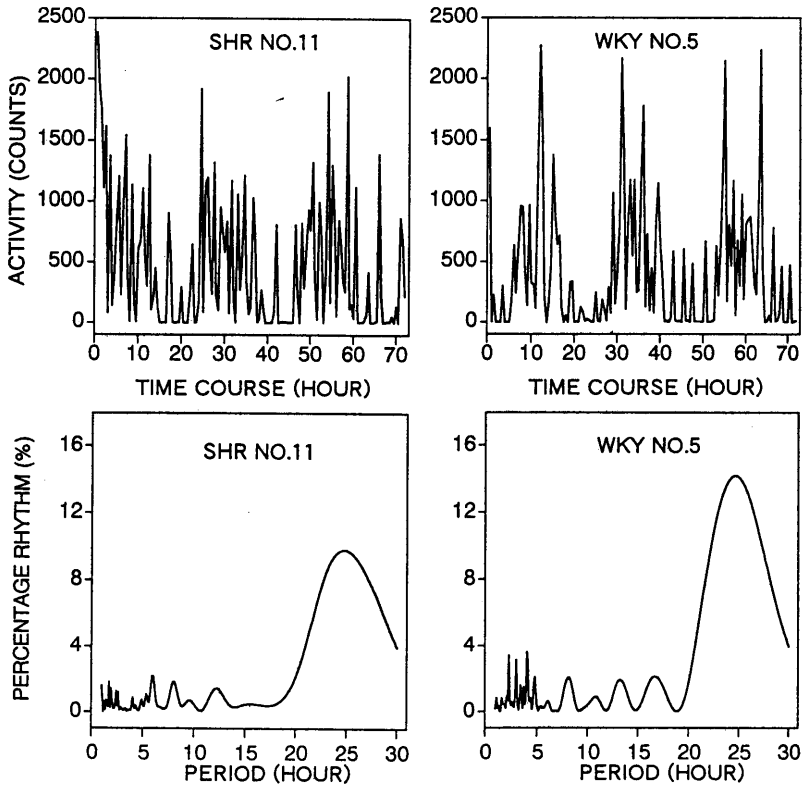 SHR NO.11
WKY NO.5
ACTIVITY (COUNTS)
2500
2000
1500
1000
500
0
0 10 20 30 40 50 60 70
TIME COURSE (HOUR)
2500
2000
1500
1000
500
0
0 10 20 30 40 50 60 70
TIME COURSE (HOUR)
SHR NO.11
WKY NO.5
PERCENTAGE RHYTHM (%)
16
12
8
4
0
0 5 10 15 20 25 30
PERIOD (HOUR)
16
12
8
4
0
0 5 10 15 20 25 30
PERIOD (HOUR)